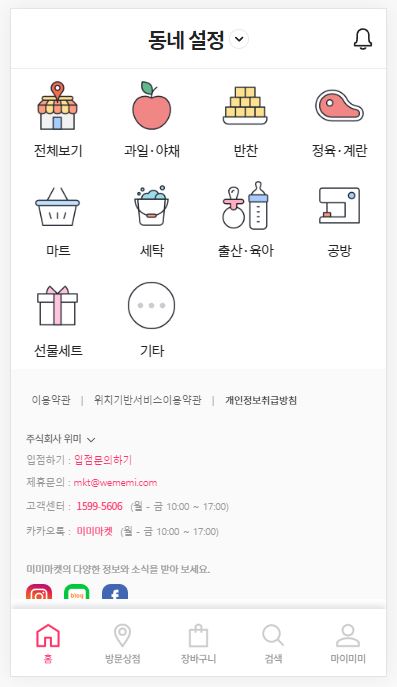 동네 설정
전체보기 과일·야채 반찬 정육·계란
마트 세탁 출산·육아 공방
선물세트 기타
이용약관 | 위치기반서비스이용약관 | 개인정보취급방침
주식회사 위미
입점하기 : 입점문의하기
제휴문의 : mkt@wememi.com
고객센터 : 1599-5606 (월 - 금 10:00 ~ 17:00)
카카오톡 : 미미마켓 (월 - 금 10:00 ~ 17:00)
미미마켓의 다양한 정보와 소식을 받아 보세요.
blog
홈 방문상점 장바구니 검색 마이미미